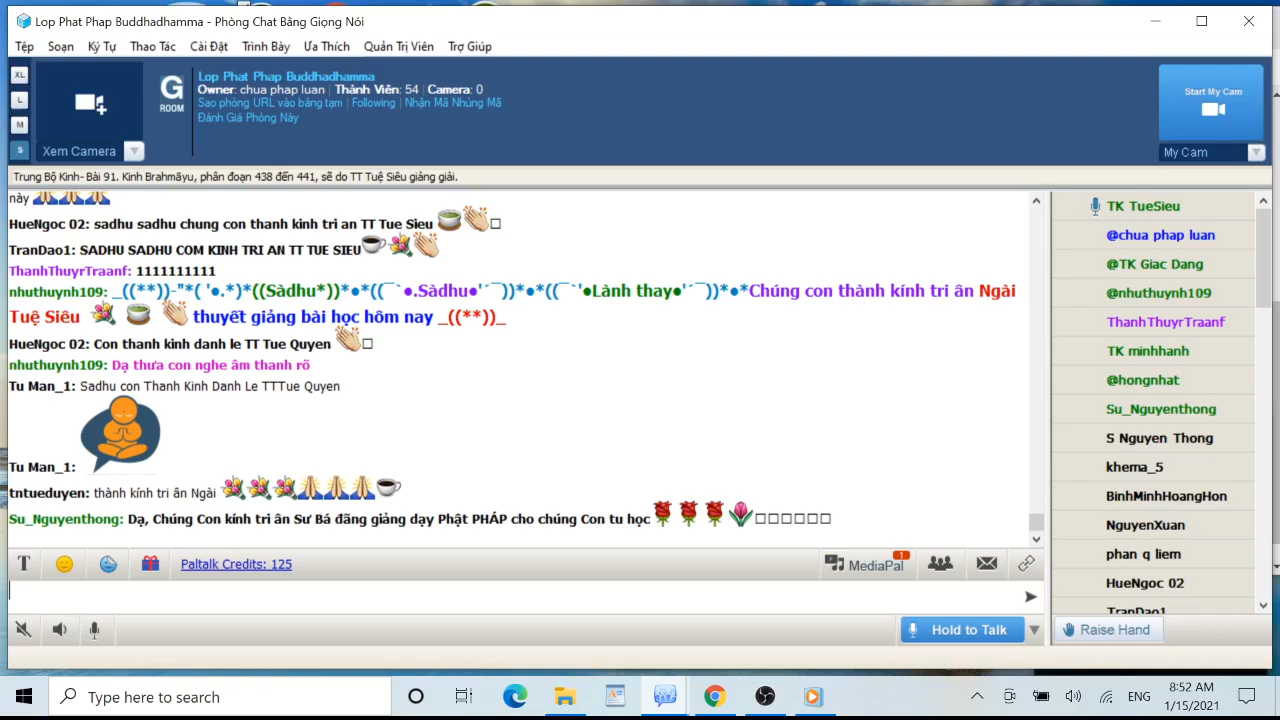 Lop Phat Phap Buddhadhamma - Phòng Chat Bằng Giọng Nói
Tệp Soạn Ký Tự Thao Tác Cài Đặt Trình Bày Ưa Thích Quản Trị Viên Trợ Giúp
XL
L
M
S
Xem Camera
G
ROOM
Lop Phat Phap Buddhadhamma
Owner: chua phap luan | Thành Viên: 54 | Camera: 0
Sao phòng URL vào bảng tạm | Following | Nhận Mã Nhúng Mã
Đánh Giá Phòng Này
Start My Cam
My Cam
Trung Bộ Kinh- Bài 91. Kinh Brahmāyu, phân đoạn 438 đến 441, sẽ do TT Tuệ Siêu giảng giải.
này
HueNgoc 02: sadhu sadhu chung con thanh kinh tri an TT Tue Sieu
TranDao1: SADHU SADHU COM KINH TRI AN TT TUE SIEU
ThanhThuyrTraanf: 1111111111
nhuthuynh109: _((**))-"*( '●.*)*((Sàdhu*))*●*((¯`●.Sàdhu●'´¯))*●*((¯`'●Lành thay●'´¯))*●*Chúng con thành kính tri ân Ngài
Tuệ Siêu thuyết giảng bài học hôm nay _((**))_
HueNgoc 02: Con thanh kinh danh le TT Tue Quyen
nhuthuynh109: Dạ thưa con nghe âm thanh rõ
Tu Man_1: Sadhu con Thanh Kinh Danh Le TTTue Quyen
Tu Man_1:
tntueduyen: thành kính tri ân Ngài
Su_Nguyenthong: Dạ, Chúng Con kính tri ân Sư Bá đãng giảng dạy Phật PHÁP cho chúng Con tu học
TK TueSieu
@chua phap luan
@TK Giac Dang
@nhuthuynh109
ThanhThuyrTraanf
TK minhhanh
@hongnhat
Su_Nguyenthong
S Nguyen Thong
khema_5
BinhMinhHoangHon
NguyenXuan
phan q liem
HueNgoc 02
TranDao1
T
Paltalk Credits: 125
MediaPal
1
Hold to Talk
Raise Hand
Type here to search
ENG
8:52 AM
1/15/2021